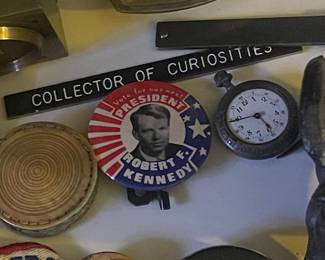 COLLECTOR OF CURIOSITIES
Vote for our next
PRESIDENT
ROBERT F.
KENNEDY